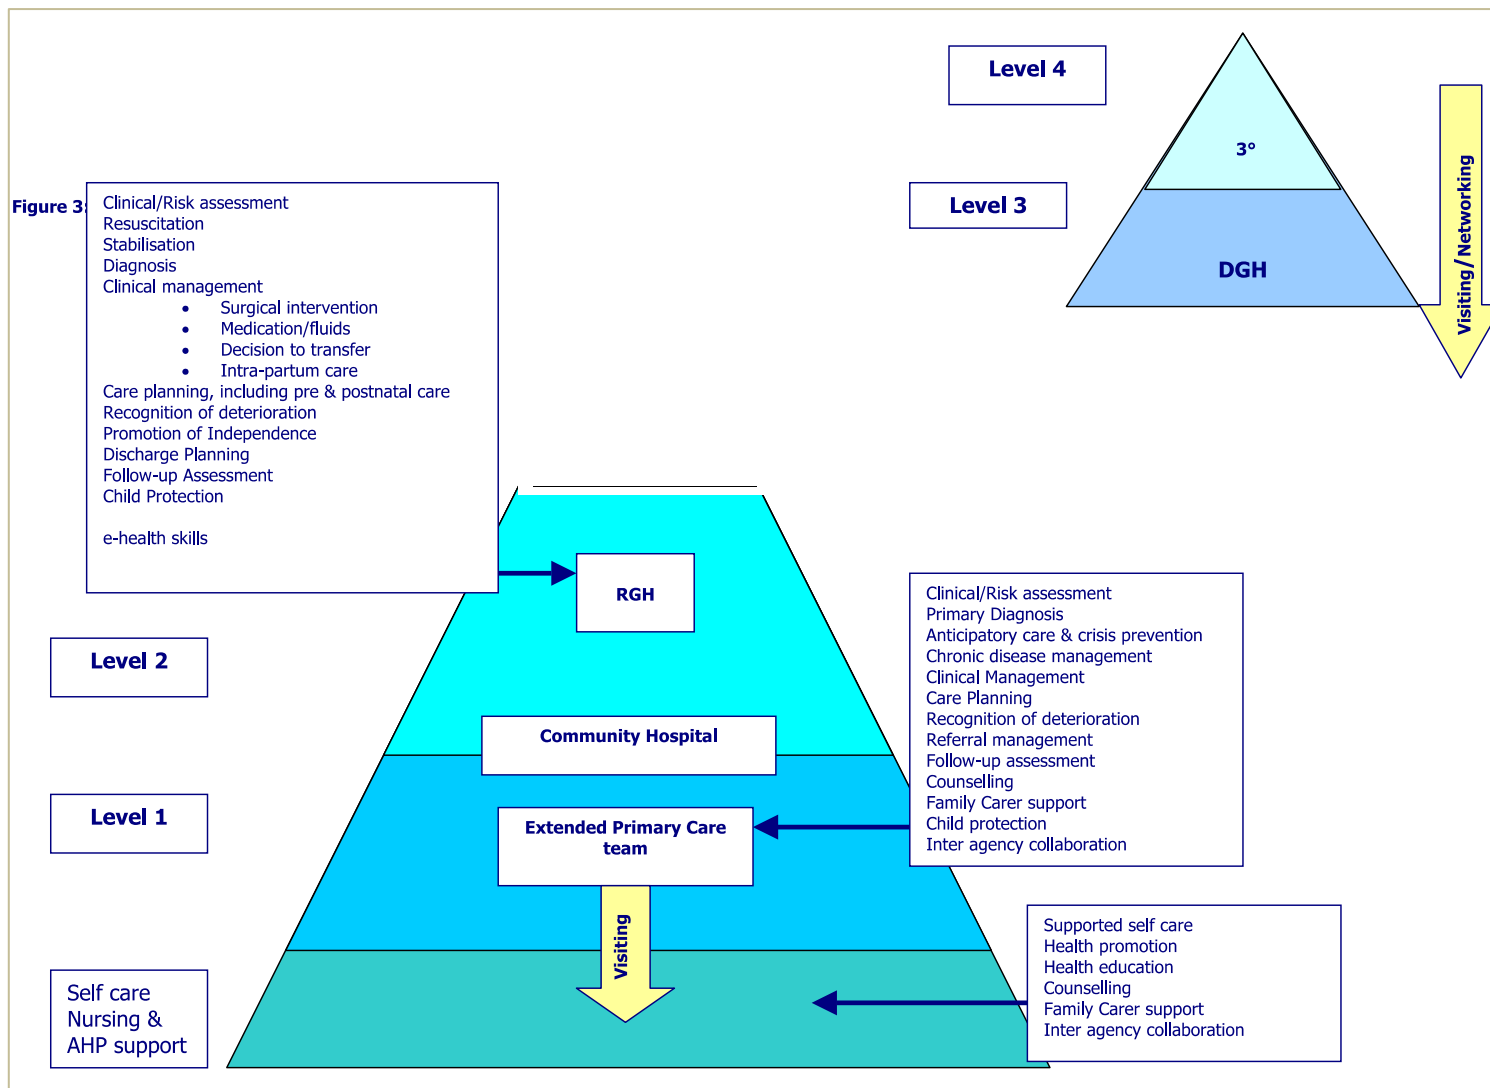 Level 4
3°
Level 3
DGH
Visiting/Networking
Figure 3:
Clinical/Risk assessment
Resuscitation
Stabilisation
Diagnosis
Clinical management
• Surgical intervention
• Medication/fluids
• Decision to transfer
• Intra-partum care
Care planning, including pre & postnatal care
Recognition of deterioration
Promotion of Independence
Discharge Planning
Follow-up Assessment
Child Protection
e-health skills
RGH
Level 2
Community Hospital
Clinical/Risk assessment
Primary Diagnosis
Anticipatory care & crisis prevention
Chronic disease management
Clinical Management
Care Planning
Recognition of deterioration
Referral management
Follow-up assessment
Counselling
Family Carer support
Child protection
Inter agency collaboration
Level 1
Extended Primary Care
team
Visiting
Self care
Nursing &
AHP support
Supported self care
Health promotion
Health education
Counselling
Family Carer support
Inter agency collaboration